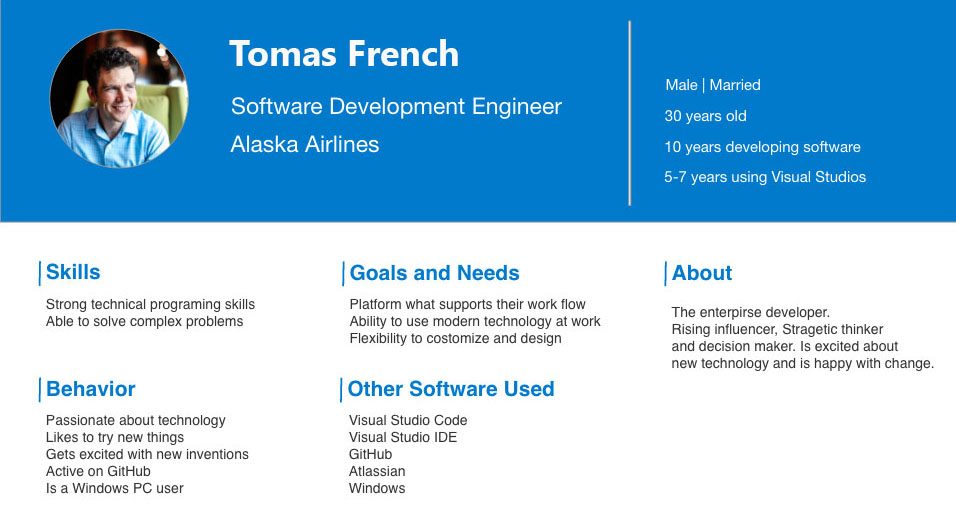 Tomas French
Software Development Engineer
Alaska Airlines
Male | Married
30 years old
10 years developing software
5-7 years using Visual Studios
Skills
Strong technical programing skills
Able to solve complex problems
Goals and Needs
Platform what supports their work flow
Ability to use modern technology at work
Flexibility to costomize and design
About
The enterpirse developer.
Rising influencer, Stragetic thinker
and decision maker. Is excited about
new technology and is happy with change.
Behavior
Passionate about technology
Likes to try new things
Gets excited with new inventions
Active on GitHub
Is a Windows PC user
Other Software Used
Visual Studio Code
Visual Studio IDE
GitHub
Atlassian
Windows